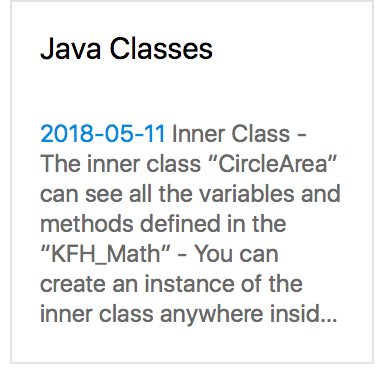 Java Classes
2018-05-11 Inner Class -
The inner class “CircleArea”
can see all the variables and
methods defined in the
“KFH_Math” - You can
create an instance of the
inner class anywhere insid...